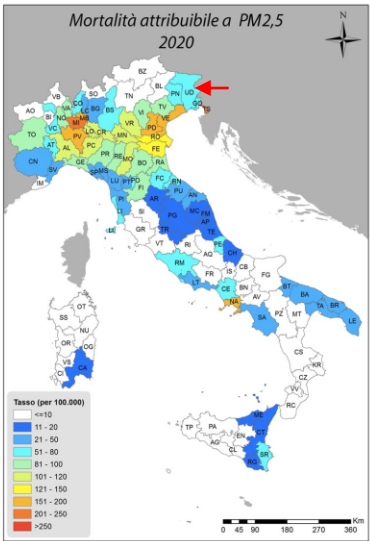 Mortalità attribuibile a PM2,5
2020
N
BZ
SO
BL
VB
TN
UD
PN
CO
LC
AO
VA
BG
BS
GO
TS
BI
NO
MB
MI
VI
TV
VE
VC
VR
PD
TO
PV
LO
CR
MN
RO
AT
AL
PC
FE
PR
RE
MO
BO
RA
CN
GE
SV
SP
MS
FC
RN
IM
LU
PT
PO
PU
AN
FI
PI
AR
MC
FM
AP
SI
PG
TE
LI
GR
TR
VT
RI
PE
CH
AQ
RM
FR
IS
CB
FG
LT
CE
BN
BT
NA
AV
BA
OT
SA
PZ
MT
TA
BR
LE
SS
NU
OR
OG
VS
CS
CI
CA
KR
CZ
VV
RC
ME
TP
PA
EN
CT
AG
CL
SR
RG
Tasso (per 100.000)
<=10
11 - 20
21 - 50
51 - 80
81 - 100
101 - 120
121 - 150
151 - 200
201 - 250
>250
Km
0 45 90 180 270 360